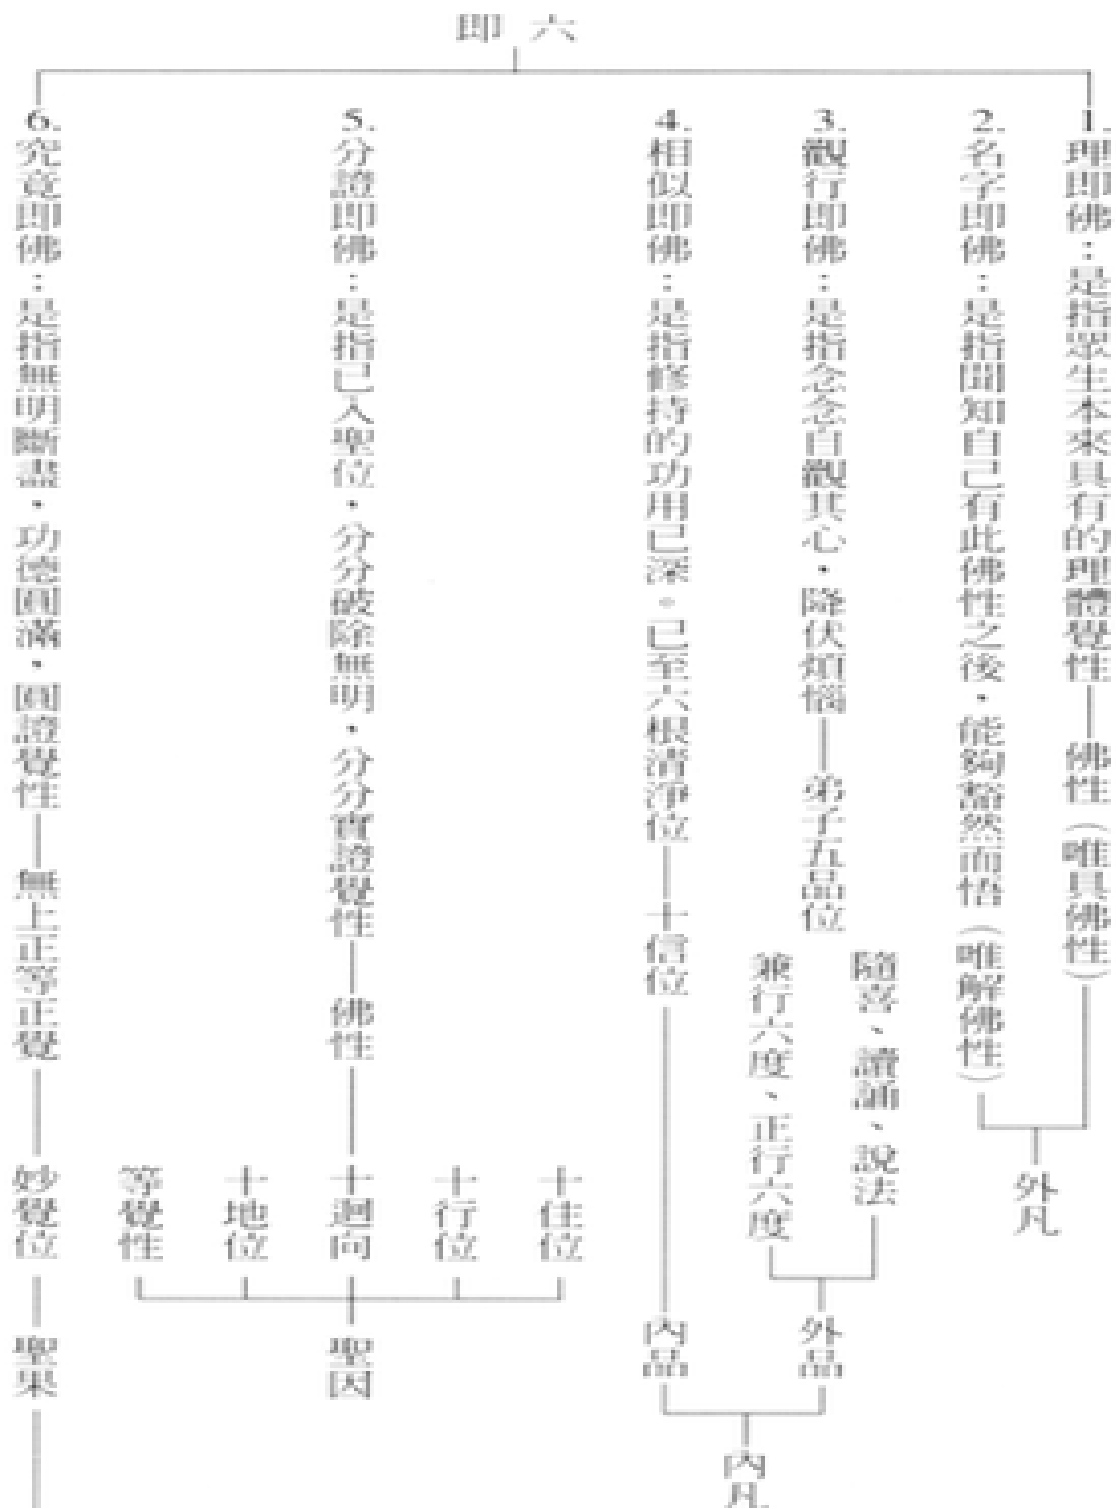 六即
1.理即佛：是指眾生本來具有的理體覺性——佛性（唯具佛性）
2.名字即佛：是指聞知自己有此佛性之後，能夠豁然而悟（唯解佛性）
外凡
3.觀行即佛：是指念念自觀其心，降伏煩惱——弟子五品位
隨喜、讀誦、說法
兼行六度、正行六度
外品
4.相似即佛：是指修持的功用已深。已至六根清淨位——十信位
內品
內凡
5.分證即佛：是指已入聖位，分分破除無明，分分實證覺性——佛性
十住位
十行位
十迴向
十地位
等覺性
聖因
6.究竟即佛：是指無明斷盡，功德圓滿，圓證覺性——無上正等正覺——妙覺位——聖果